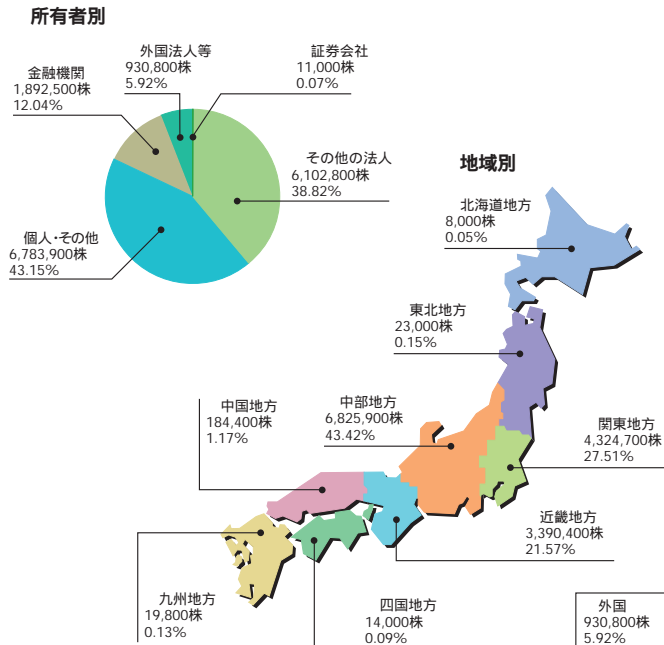 所有者別
外国法人等
930,800株
5.92%
証券会社
11,000株
0.07%
金融機関
1,892,500株
12.04%
その他の法人
6,102,800株
38.82%
個人・その他
6,783,900株
43.15%
地域別
北海道地方
8,000株
0.05%
東北地方
23,000株
0.15%
中国地方
184,400株
1.17%
中部地方
6,825,900株
43.42%
関東地方
4,324,700株
27.51%
近畿地方
3,390,400株
21.57%
九州地方
19,800株
0.13%
四国地方
14,000株
0.09%
外国
930,800株
5.92%